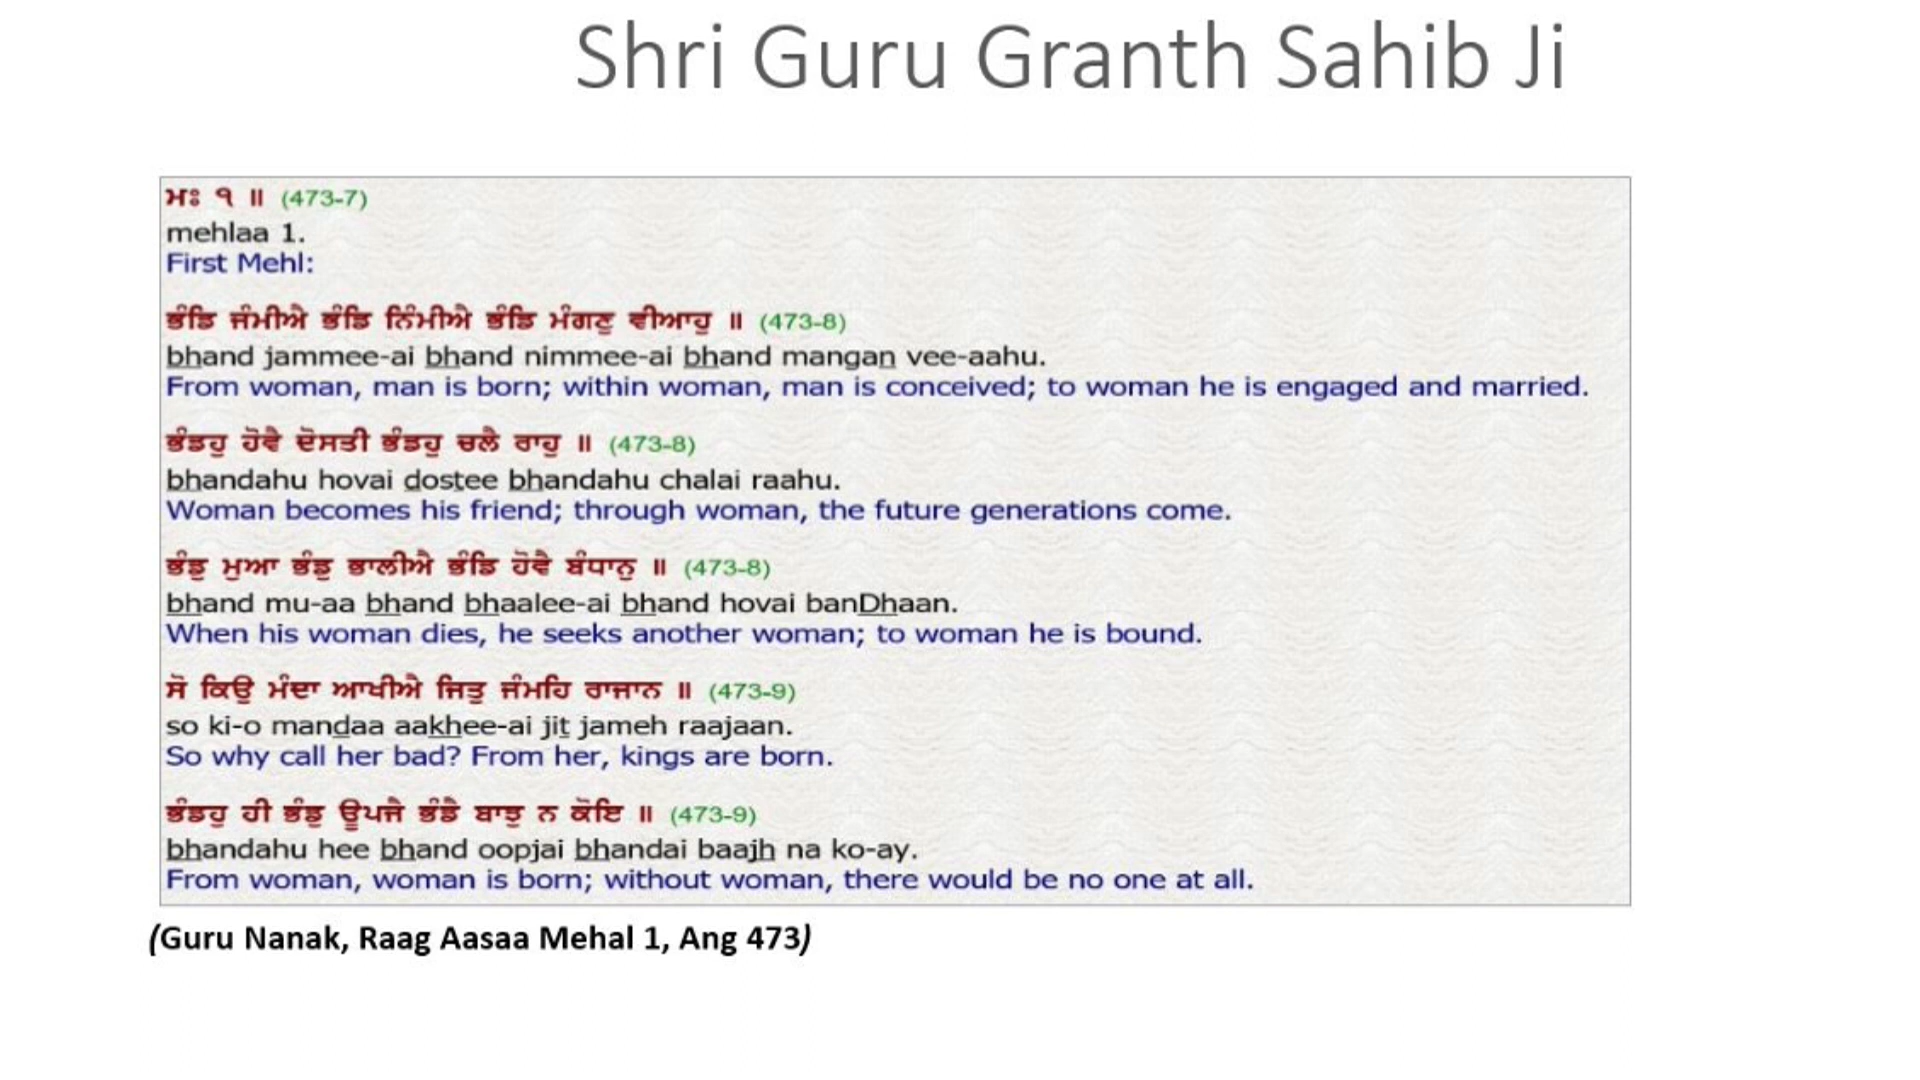 Shri Guru Granth Sahib Ji
ਮਃ ੧ ॥ (473-7)
mehlaa 1.
First Mehl:
ਭੰਡਿ ਜੰਮੀਐ ਭੰਡਿ ਨਿੰਮੀਐ ਭੰਡਿ ਮੰਗਣੁ ਵੀਆਹੁ ॥ (473-8)
bhand jammee-ai bhand nimmee-ai bhand mangan vee-aahu.
From woman, man is born; within woman, man is conceived; to woman he is engaged and married.
ਭੰਡਹੁ ਹੋਵੈ ਦੋਸਤੀ ਭੰਡਹੁ ਚਲੈ ਰਾਹੁ ॥ (473-8)
bhandahu hovai dostee bhandahu chalai raahu.
Woman becomes his friend; through woman, the future generations come.
ਭੰਡੁ ਮੁਆ ਭੰਡੁ ਭਾਲੀਐ ਭੰਡਿ ਹੋਵੈ ਬੰਧਾਨੁ ॥ (473-8)
bhand mu-aa bhand bhaalee-ai bhand hovai banDhaan.
When his woman dies, he seeks another woman; to woman he is bound.
ਸੋ ਕਿਉ ਮੰਦਾ ਆਖੀਐ ਜਿਤੁ ਜੰਮਹਿ ਰਾਜਾਨ ॥ (473-9)
so ki-o mandaa aakhee-ai jit jameh raajaan.
So why call her bad? From her, kings are born.
ਭੰਡਹੁ ਹੀ ਭੰਡੁ ਊਪਜੈ ਭੰਡੈ ਬਾਝੁ ਨ ਕੋਇ ॥ (473-9)
bhandahu hee bhand oopjai bhandai baajh na ko-ay.
From woman, woman is born; without woman, there would be no one at all.
(Guru Nanak, Raag Aasaa Mehal 1, Ang 473)